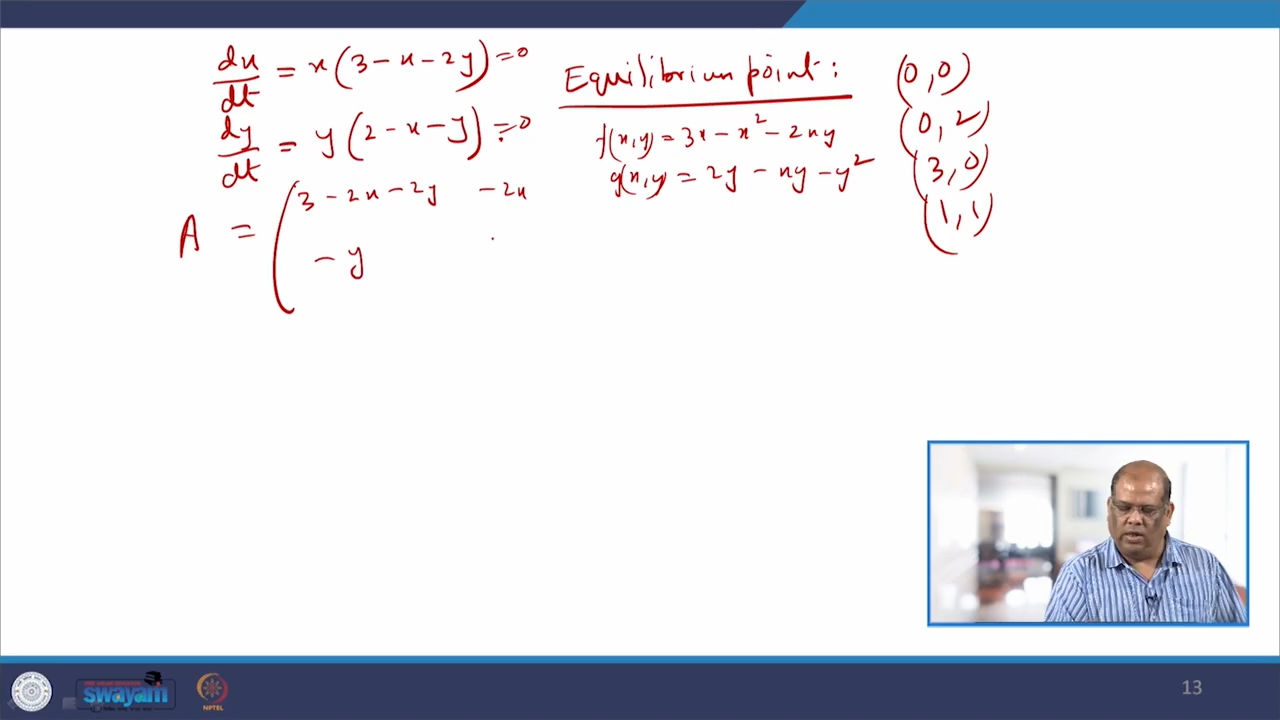 dx/dt = x(3 - x - 2y) = 0
dy/dt = y(2 - x - y) = 0
Equilibrium point :
f(x,y) = 3x - x² - 2xy
g(x,y) = 2y - xy - y²
(0,0)
(0,2)
(3,0)
(1,1)
A = ( 3 - 2x - 2y   - 2x
- y
swayam
NPTEL
13